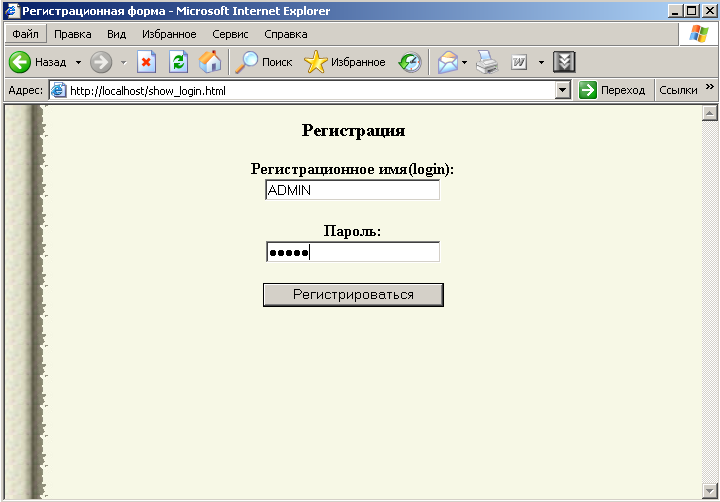 Регистрационная форма - Microsoft Internet Explorer
Файл Правка Вид Избранное Сервис Справка
Назад Поиск Избранное W
Адрес: http://localhost/show_login.html Переход Ссылки »
Регистрация
Регистрационное имя(login):
ADMIN
Пароль:
●●●●●
Регистрироваться